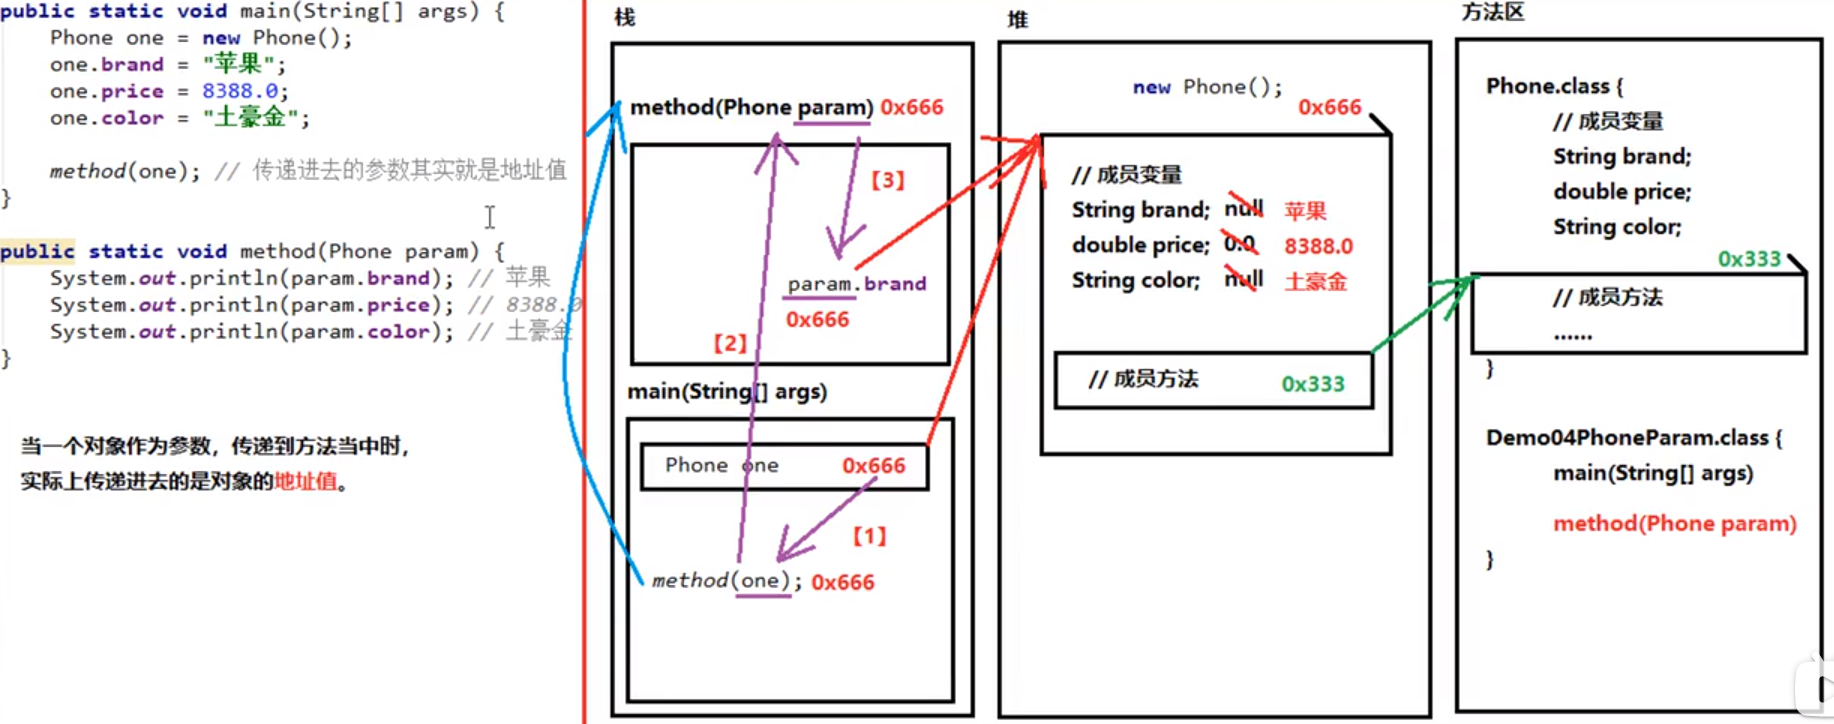 public static void main(String[] args) {
Phone one = new Phone();
one.brand = "苹果";
one.price = 8388.0;
one.color = "土豪金";
method(one); // 传递进去的参数其实就是地址值
}
public static void method(Phone param) {
System.out.println(param.brand); // 苹果
System.out.println(param.price); // 8388.0
System.out.println(param.color); // 土豪金
}
当一个对象作为参数，传递到方法当中时，
实际上传递进去的是对象的地址值。
栈
method(Phone param) 0x666
【3】
param.brand
0x666
【2】
main(String[] args)
Phone one 0x666
【1】
method(one); 0x666
堆
new Phone();
0x666
// 成员变量
String brand; null 苹果
double price; 0.0 8388.0
String color; null 土豪金
// 成员方法 0x333
方法区
Phone.class {
// 成员变量
String brand;
double price;
String color;
0x333
// 成员方法
......
}
Demo04PhoneParam.class {
main(String[] args)
method(Phone param)
}